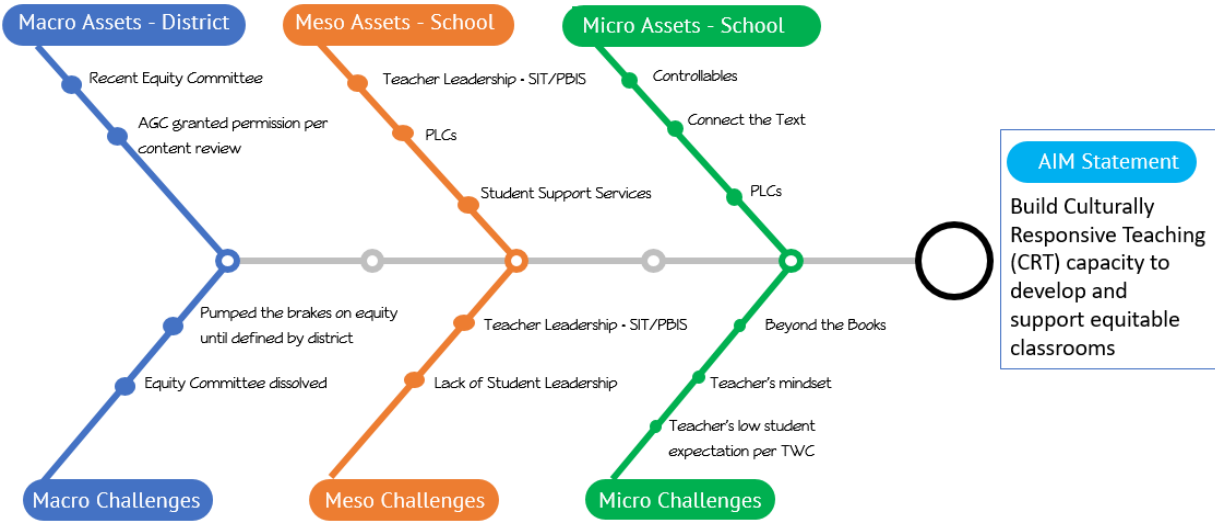 Macro Assets - District
Meso Assets - School
Micro Assets - School
Recent Equity Committee
AGC granted permission per
content review
Teacher Leadership - SIT/PBIS
PLCs
Student Support Services
Controllables
Connect the Text
PLCs
AIM Statement
Build Culturally
Responsive Teaching
(CRT) capacity to
develop and
support equitable
classrooms
Pumped the brakes on equity
until defined by district
Equity Committee dissolved
Teacher Leadership - SIT/PBIS
Lack of Student Leadership
Beyond the Books
Teacher's mindset
Teacher's low student
expectation per TWC
Macro Challenges
Meso Challenges
Micro Challenges